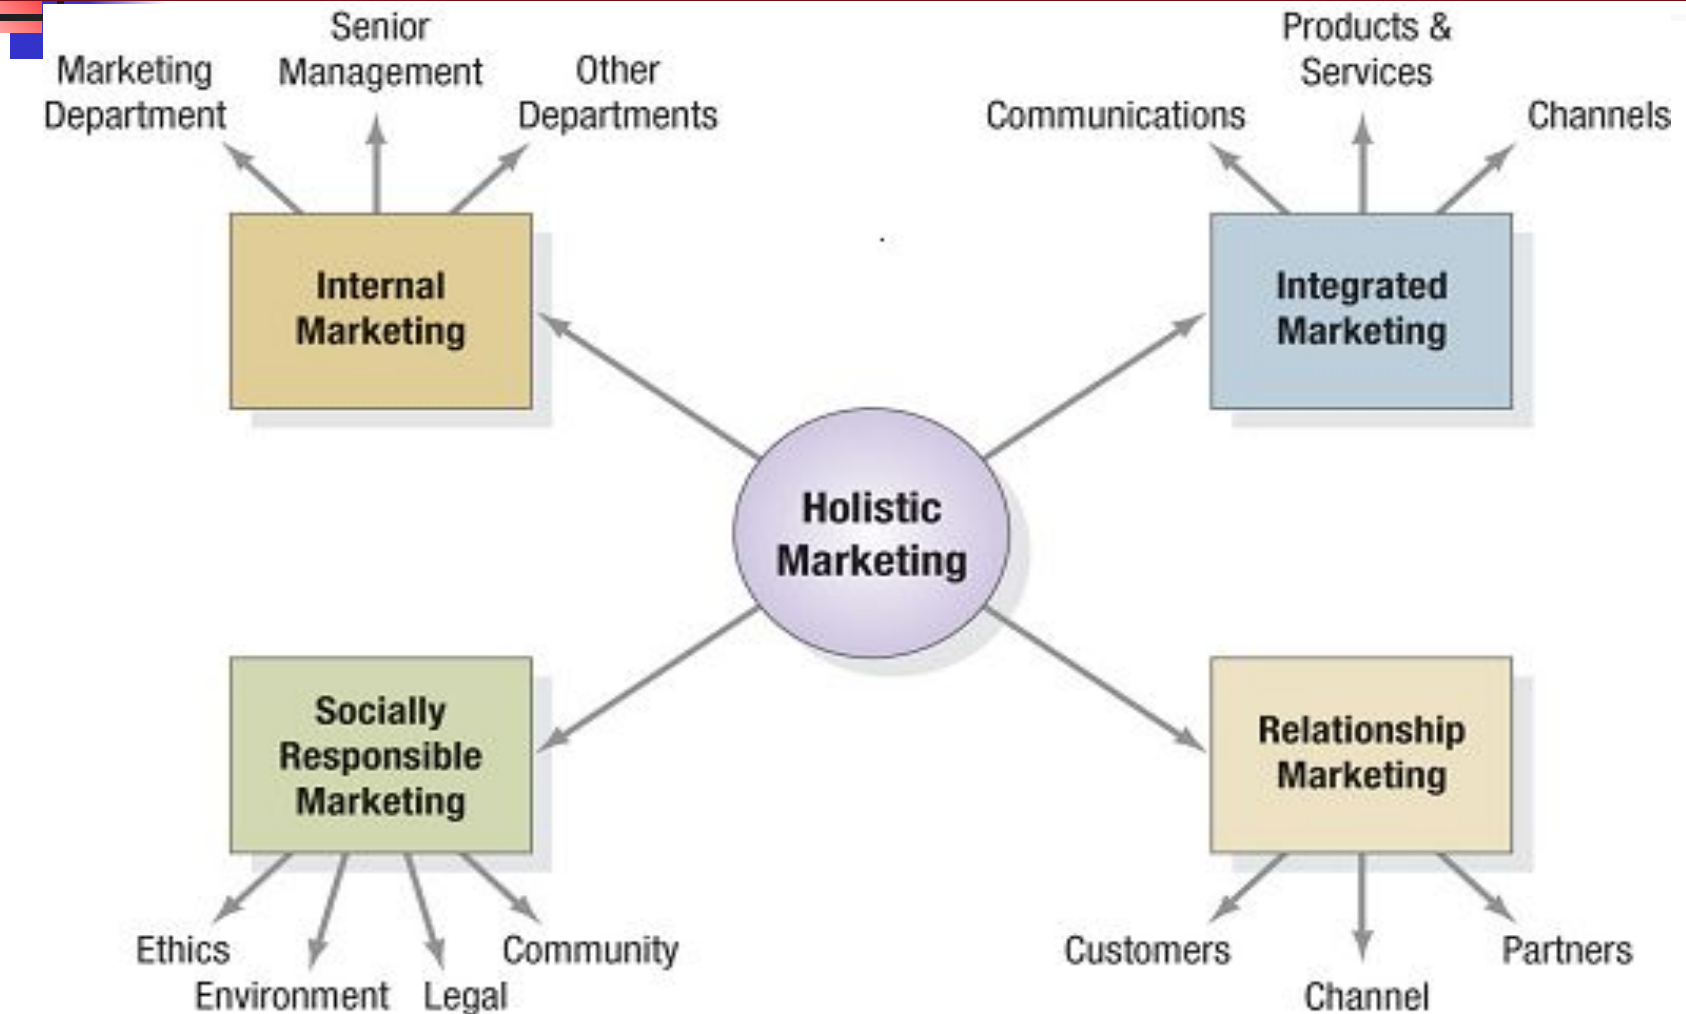 Senior
Management
Marketing
Department
Other
Departments
Products &
Services
Communications
Channels
Internal
Marketing
Integrated
Marketing
Holistic
Marketing
Socially
Responsible
Marketing
Relationship
Marketing
Ethics
Environment
Legal
Community
Customers
Channel
Partners